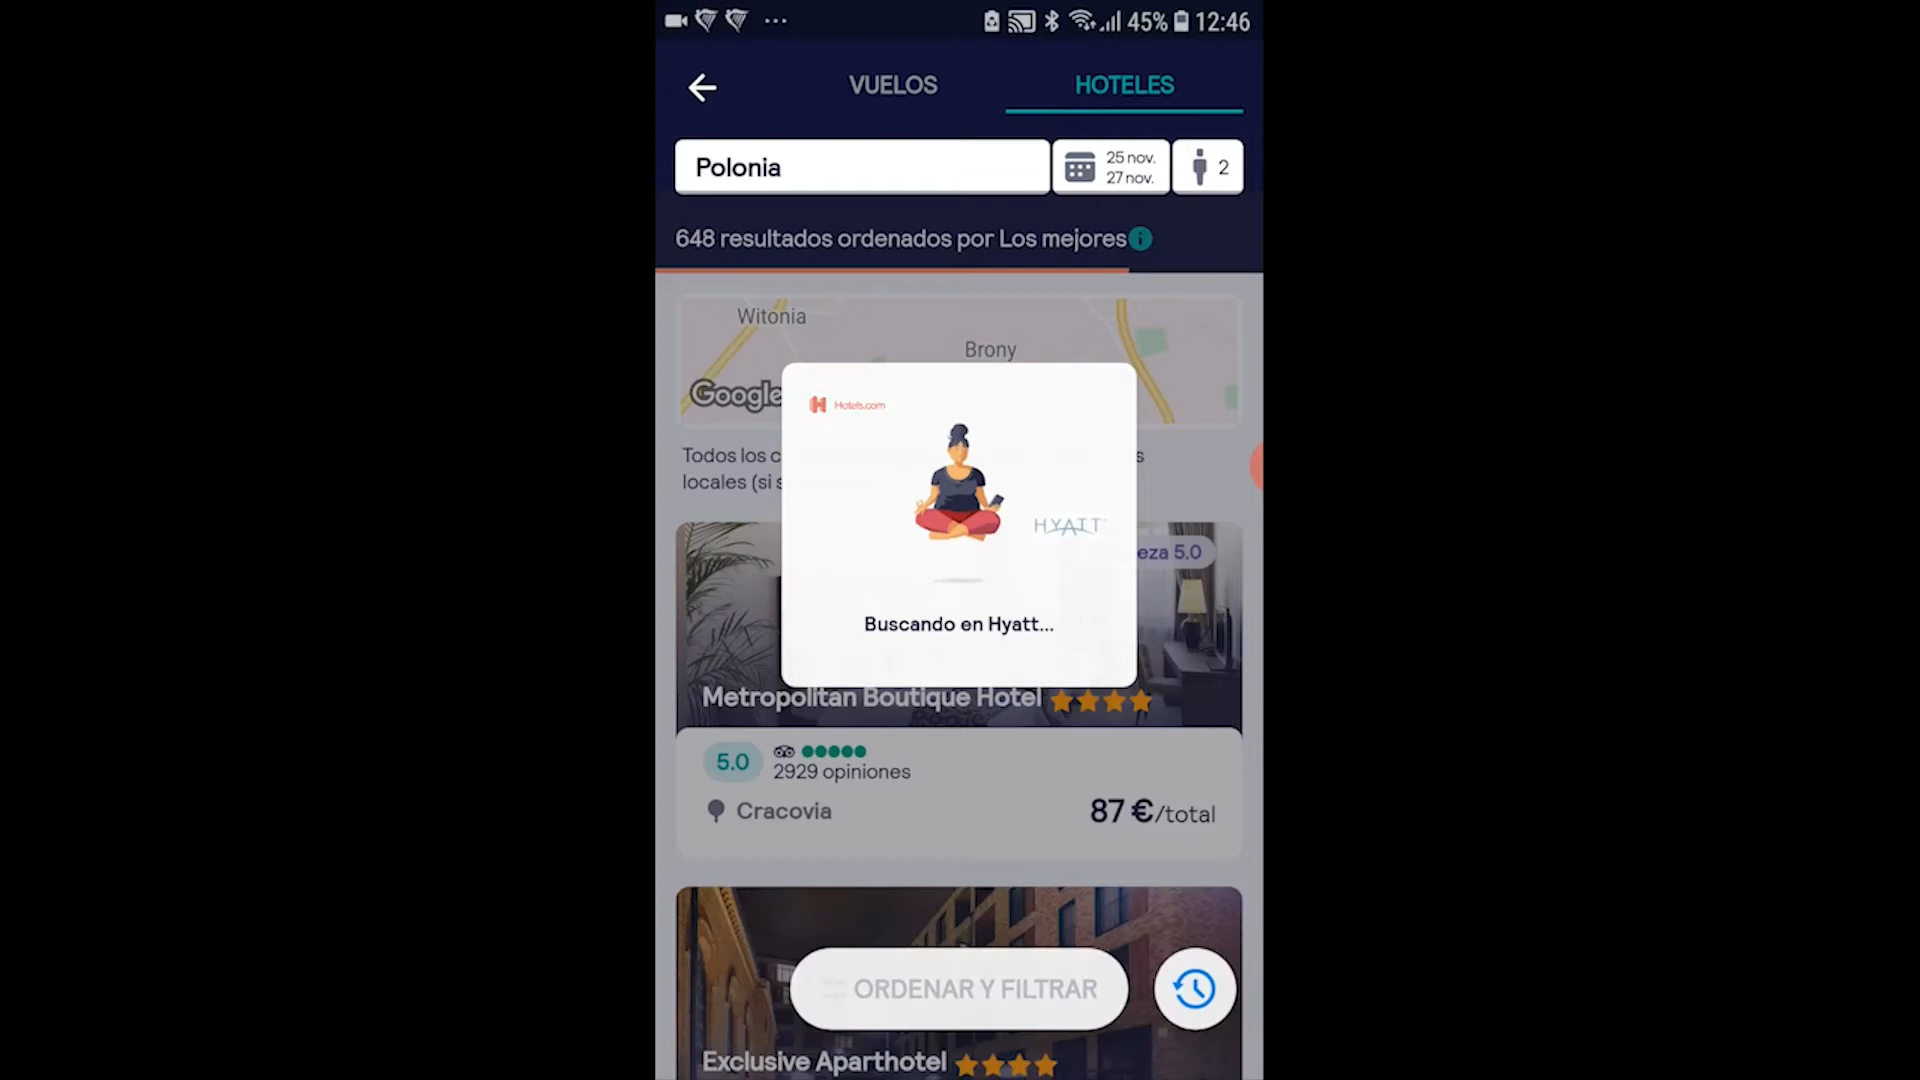 45% 12:46
VUELOS
HOTELES
Polonia
25 nov.
27 nov.
2
648 resultados ordenados por Los mejores
Witonia
Brony
Google
Hotels.com
Todos los c
s
locales (si s
HYATT
eza 5.0
Buscando en Hyatt...
Metropolitan Boutique Hotel
5.0
2929 opiniones
Cracovia
87 €/total
ORDENAR Y FILTRAR
Exclusive Aparthotel